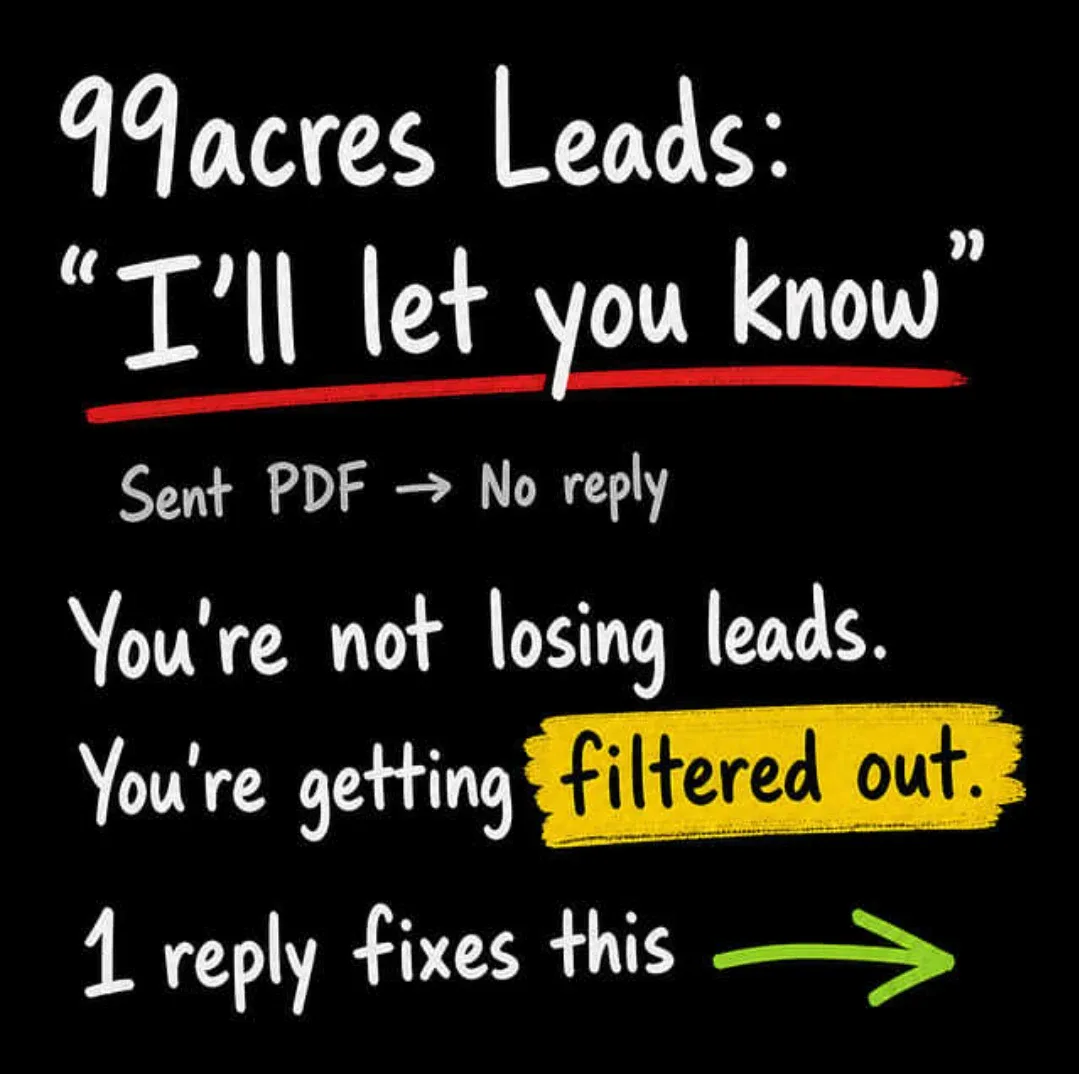 99acres Leads:
“I’ll let you know”
Sent PDF → No reply
You’re not losing leads.
You’re getting filtered out.
1 reply fixes this →